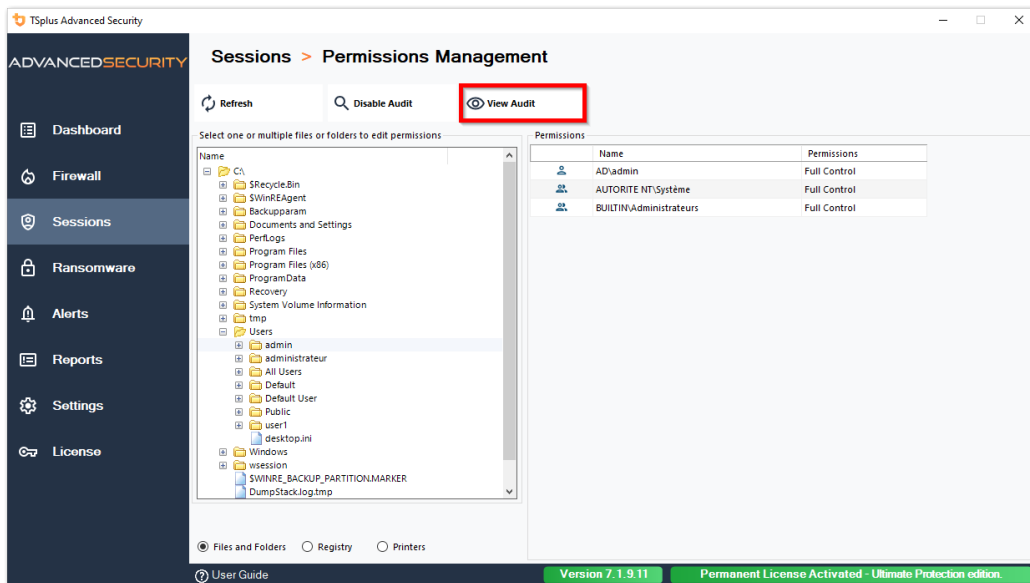 TSplus Advanced Security
ADVANCEDSECURITY
Sessions > Permissions Management
Refresh
Disable Audit
View Audit
Dashboard
Firewall
Sessions
Ransomware
Alerts
Reports
Settings
License
Select one or multiple files or folders to edit permissions
Name
C:\
$Recycle.Bin
$WinREAgent
Backupparam
Documents and Settings
PerfLogs
Program Files
Program Files (x86)
ProgramData
Recovery
System Volume Information
tmp
Users
admin
administrateur
All Users
Default
Default User
Public
user1
desktop.ini
Windows
wsession
$WINRE_BACKUP_PARTITION.MARKER
DumpStack.log.tmp
Files and Folders
Registry
Printers
Permissions
Name Permissions
AD\admin Full Control
AUTORITE NT\Système Full Control
BUILTIN\Administrateurs Full Control
User Guide
Version 7.1.9.11
Permanent License Activated - Ultimate Protection edition.